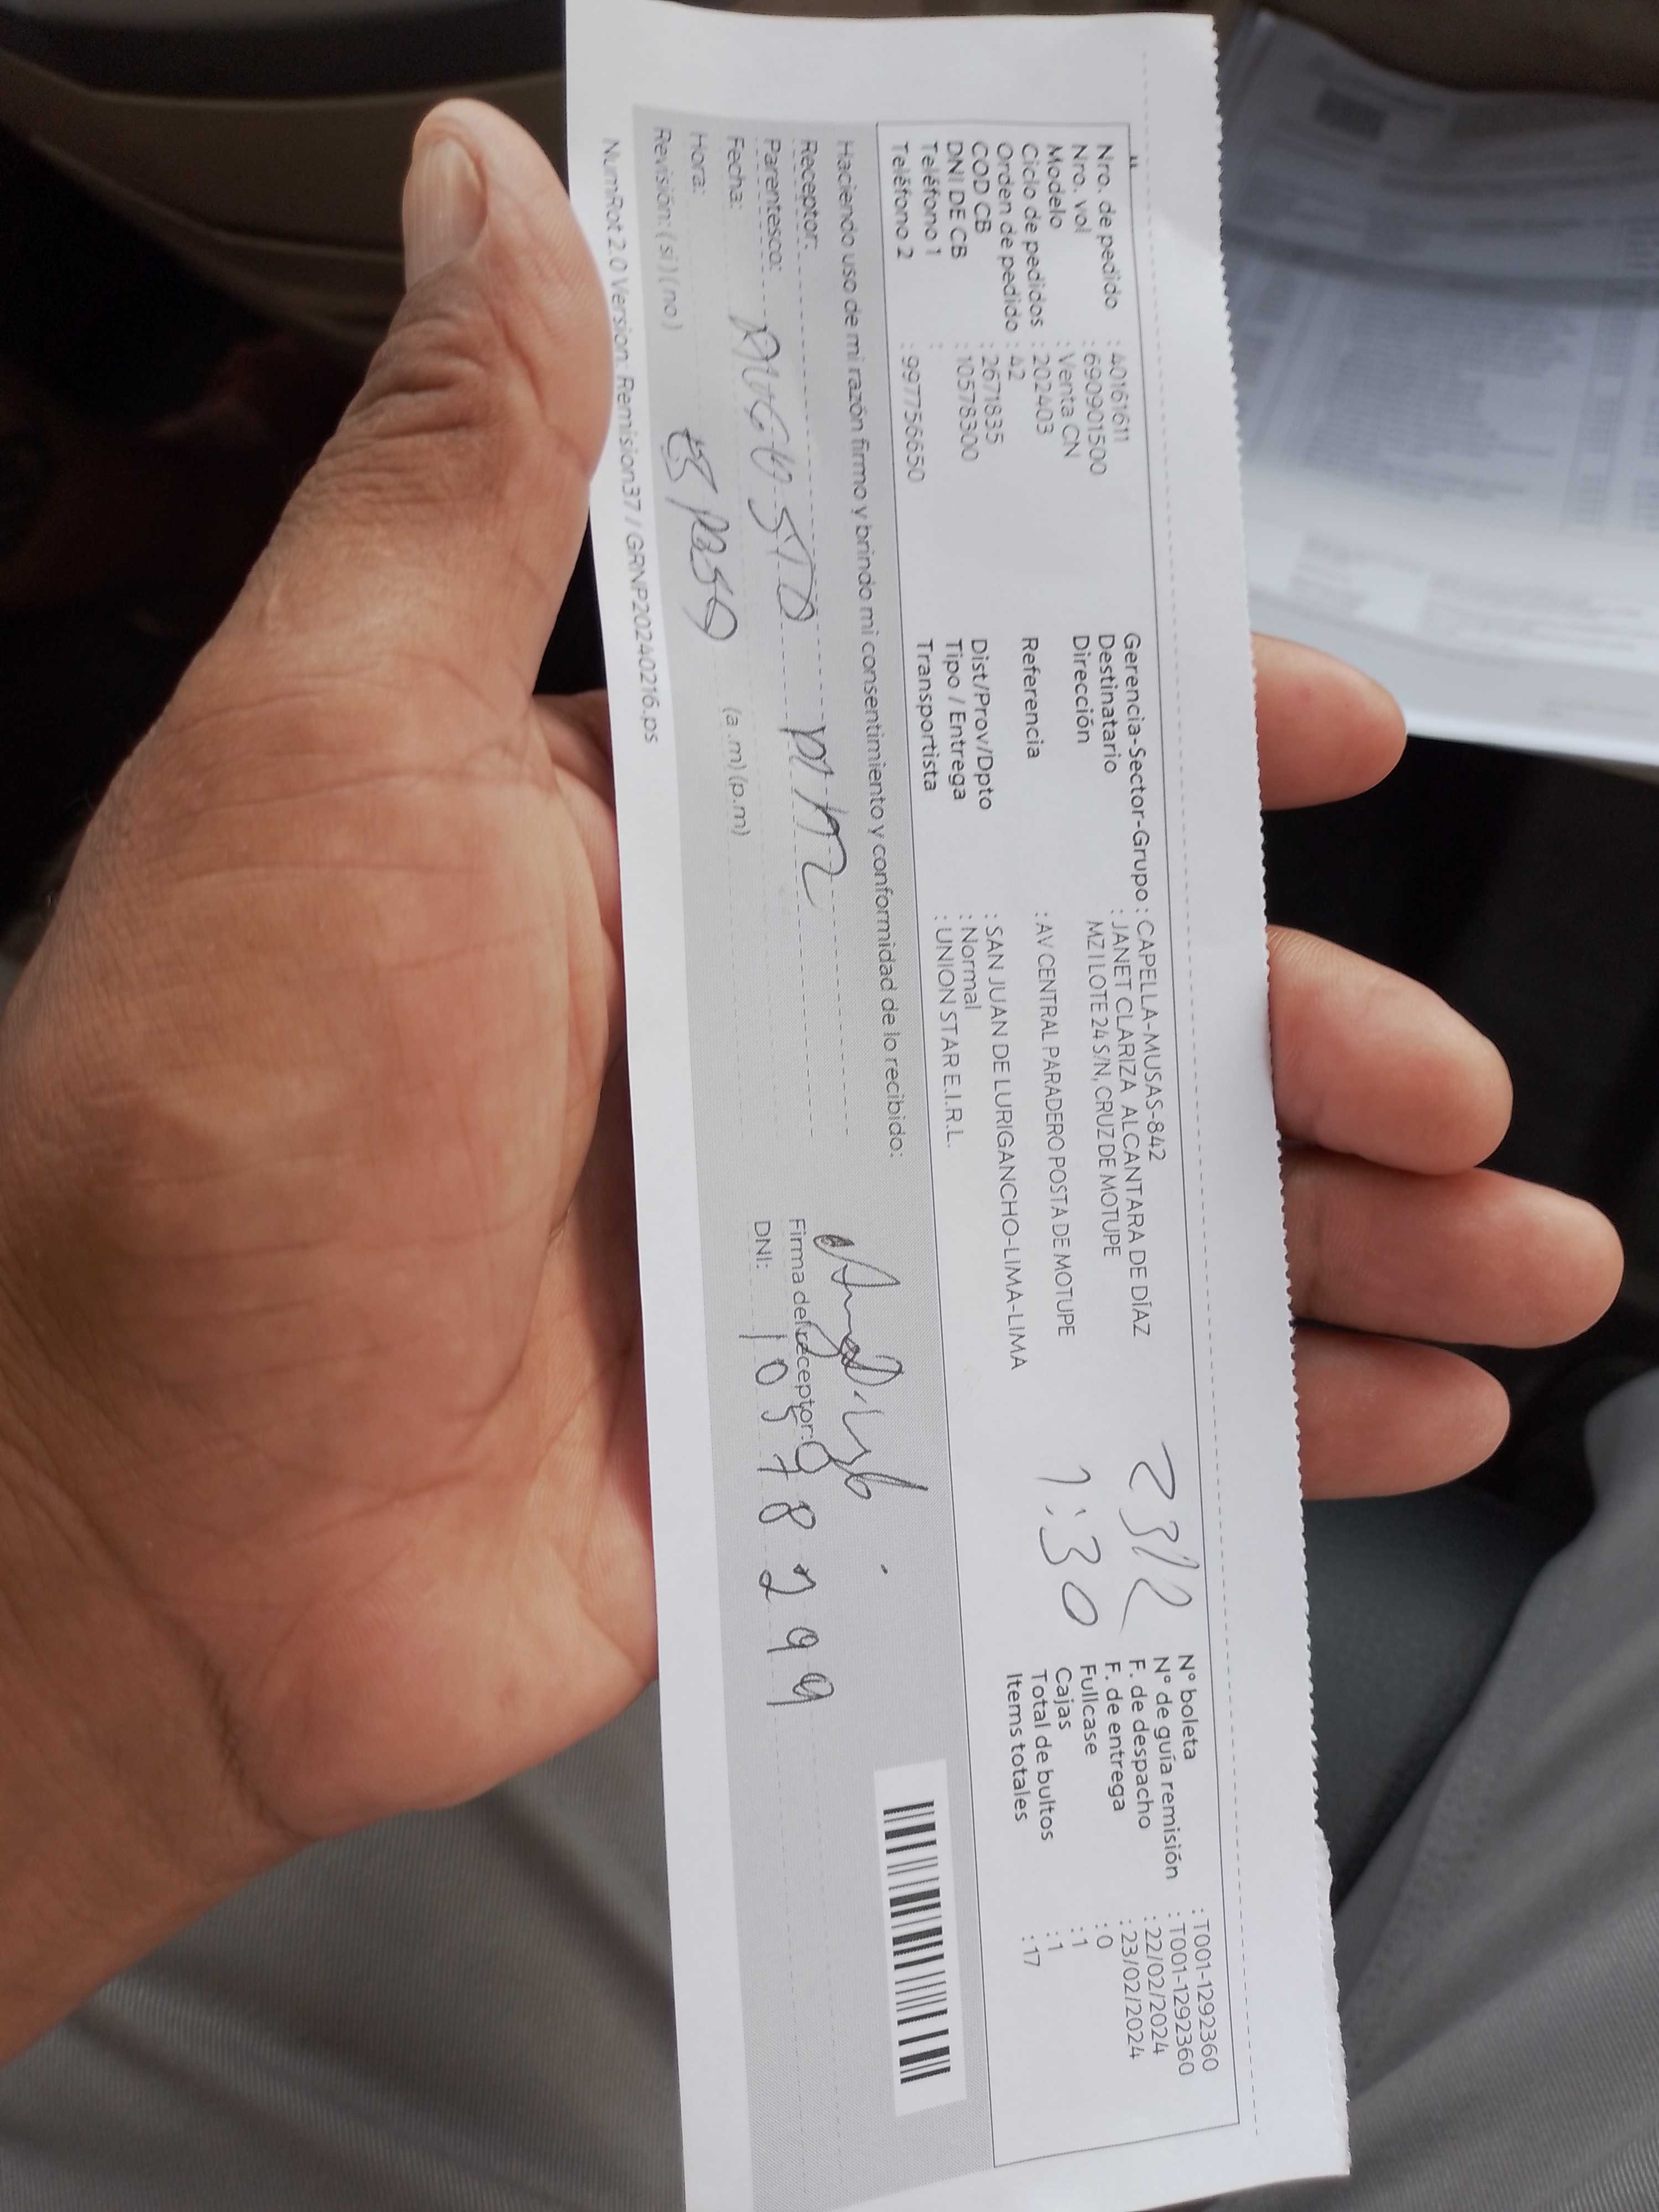 Nro. de pedido : 40161611
Nro. vol : 690901500
Modelo : Venta CN
Ciclo de pedidos : 202403
Orden de pedido : 42
COD CB : 2671835
DNI DE CB : 10578300
Teléfono 1 :
Teléfono 2 : 997756650
Gerencia-Sector-Grupo : CAPELLA-MUSAS-842
Destinatario : JANET CLARIZA ALCANTARA DE DÍAZ
Dirección MZ I LOTE 24 S/N, CRUZ DE MOTUPE
Referencia : AV CENTRAL PARADERO POSTA DE MOTUPE
Dist/Prov/Dpto : SAN JUAN DE LURIGANCHO-LIMA-LIMA
Tipo / Entrega : Normal
Transportista : UNION STAR E.I.R.L.
23/2
1:30
N° boleta : T001-1292360
N° de guía remisión : T001-1292360
F. de despacho : 22/02/2024
F. de entrega : 23/02/2024
Fullcase : 0
Cajas : 1
Total de bultos : 1
Items totales : 17
Haciendo uso de mi razón firmo y brindo mi consentimiento y conformidad de lo recibido:
Receptor:
Parentesco: AUGUSTO
Fecha:
Hora: (a.m) (p.m)
Revisión: ( si ) ( no )
Firma del receptor:
DNI: 10578299
NumRot 2.0 Version: Remision37 / GRNP20240216.ps